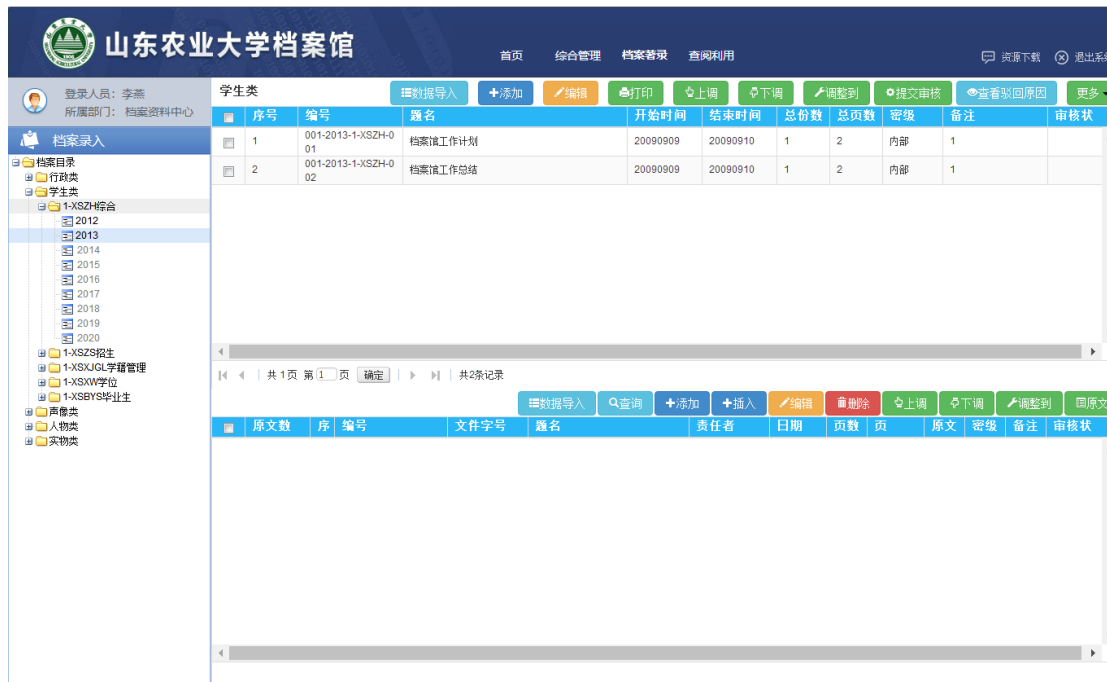 山东农业大学档案馆
首页 综合管理 档案著录 查阅利用
资源下载 退出系统
登录人员：李燕
所属部门： 档案资料中心
学生类
数据导入 添加 编辑 打印 上调 下调 调整到 提交审核 查看驳回原因 更多
档案录入
序号 编号 题名 开始时间 结束时间 总份数 总页数 密级 备注 审核状
1 001-2013-1-XSZH-0
01 档案馆工作计划 20090909 20090910 1 2 内部 1
2 001-2013-1-XSZH-0
02 档案馆工作总结 20090909 20090910 1 2 内部 1
档案目录
行政类
学生类
1-XSZH综合
2012
2013
2014
2015
2016
2017
2018
2019
2020
1-XSZS招生
1-XSXJGL学籍管理
1-XSXW学位
1-XSBYS毕业生
声像类
人物类
实物类
共 1 页 第 1 页 确定 共2条记录
数据导入 查询 添加 插入 编辑 删除 上调 下调 调整到 原文
原文数 序 编号 文件字号 题名 责任者 日期 页数 页 原文 密级 备注 审核状